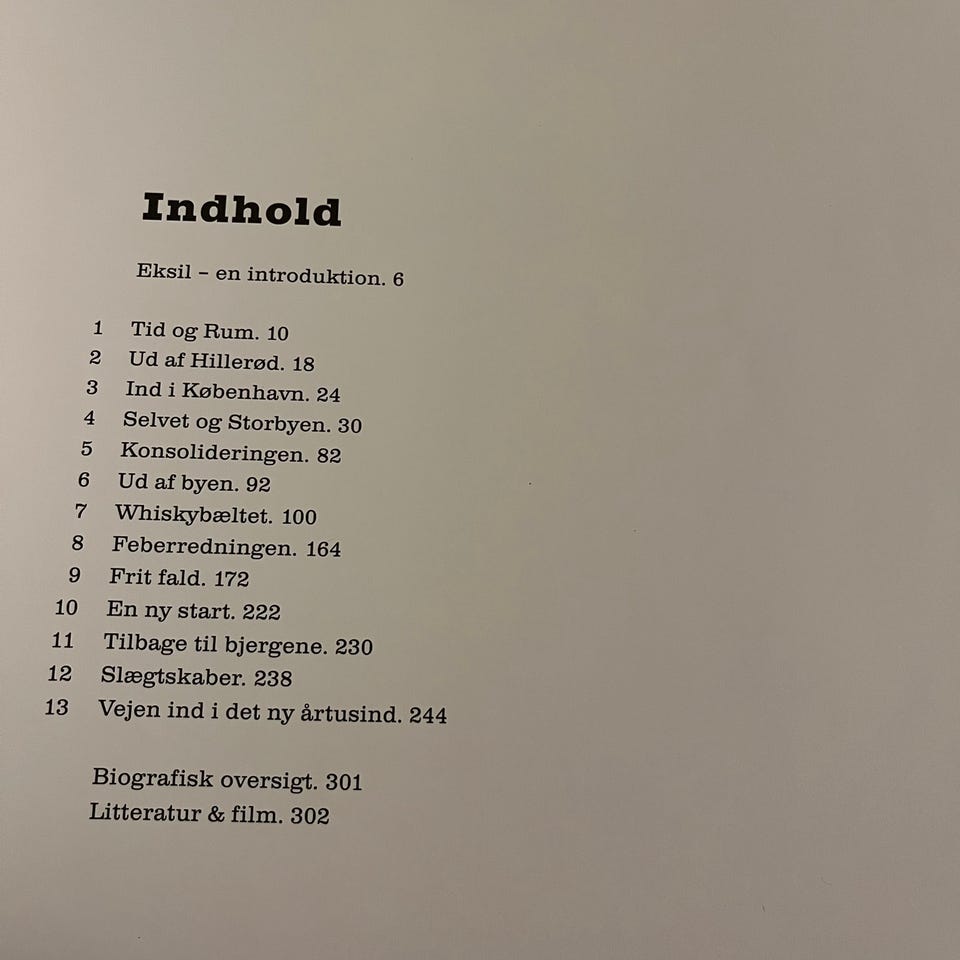 Indhold
Eksil – en introduktion. 6
1 Tid og Rum. 10
2 Ud af Hillerød. 18
3 Ind i København. 24
4 Selvet og Storbyen. 30
5 Konsolideringen. 82
6 Ud af byen. 92
7 Whiskybæltet. 100
8 Feberredningen. 164
9 Frit fald. 172
10 En ny start. 222
11 Tilbage til bjergene. 230
12 Slægtskaber. 238
13 Vejen ind i det ny årtusind. 244
Biografisk oversigt. 301
Litteratur & film. 302